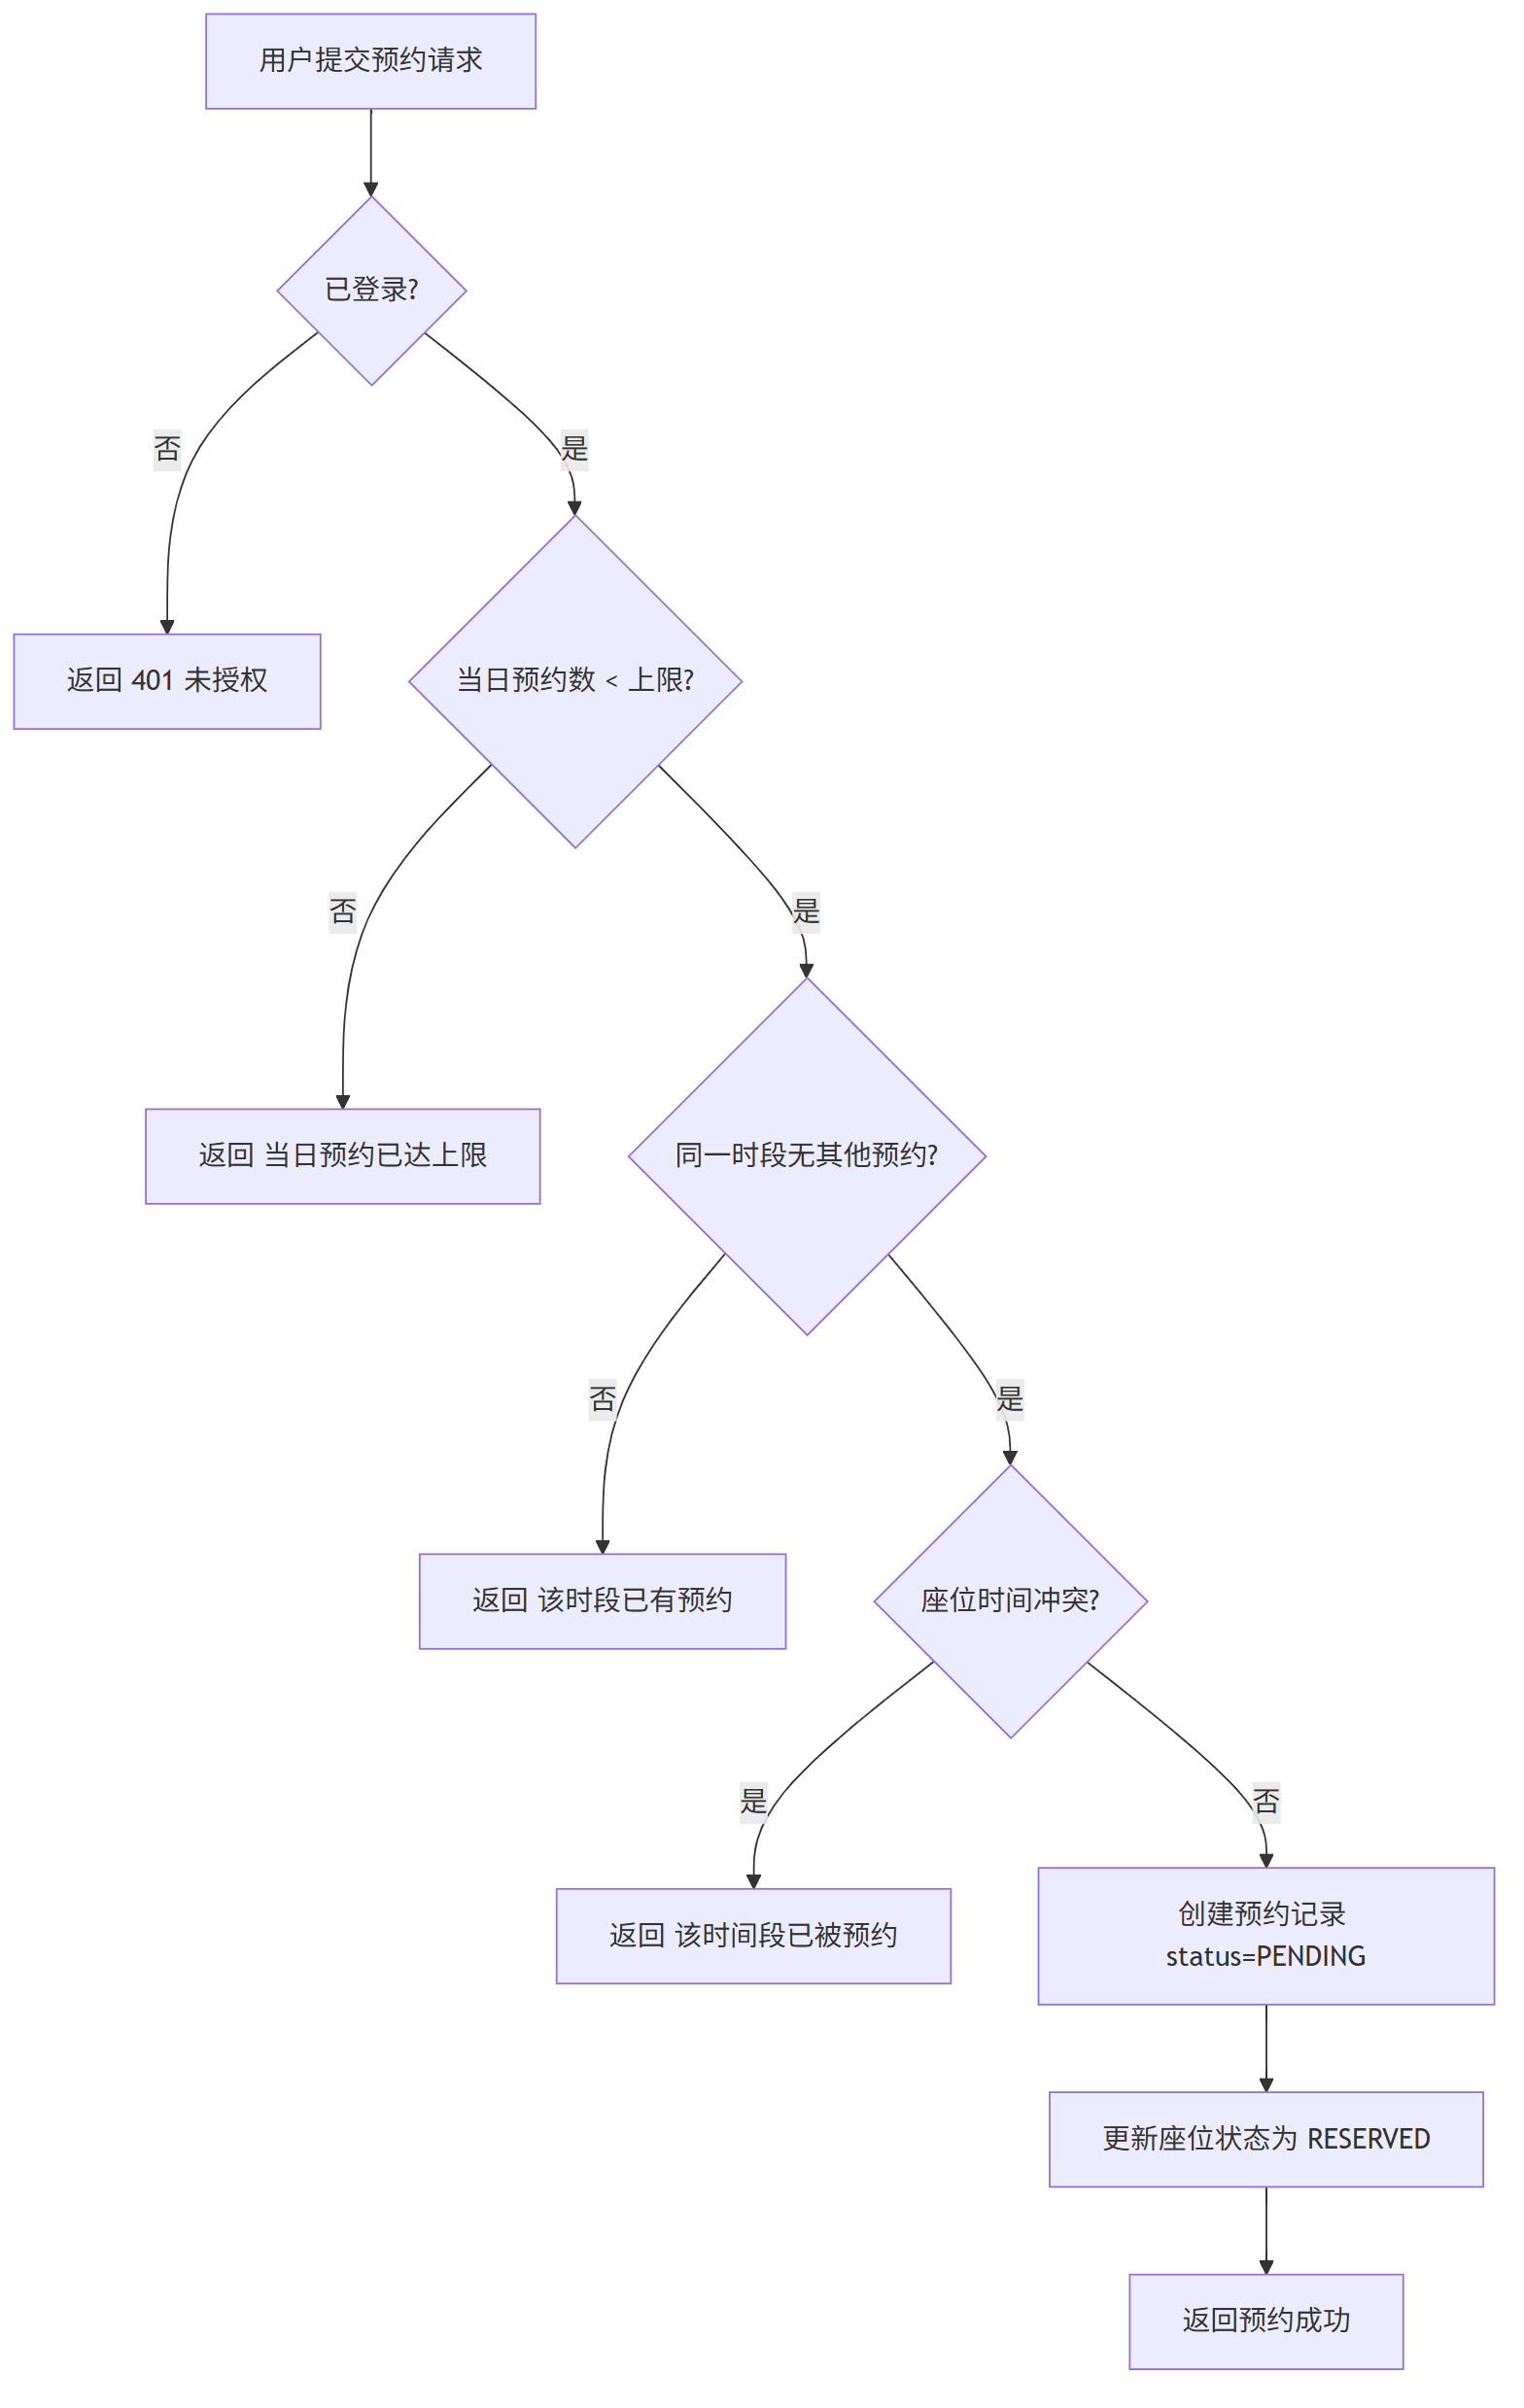 用户提交预约请求
已登录?
否
是
返回 401 未授权
当日预约数 < 上限?
否
是
返回 当日预约已达上限
同一时段无其他预约?
否
是
返回 该时段已有预约
座位时间冲突?
是
否
返回 该时间段已被预约
创建预约记录
status=PENDING
更新座位状态为 RESERVED
返回预约成功